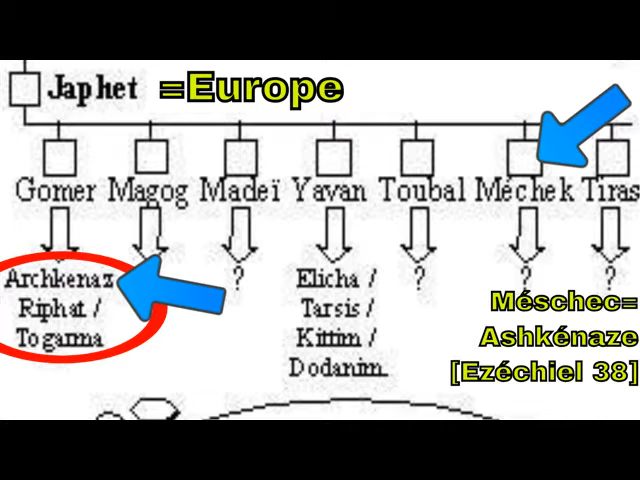 Japhet =Europe
Gomer Magog Madeï Yavan Toubal Méchek Tiras
Archkenaz ? Elicha / ? ? ?
Riphat / Tarsis /
Togarma Kittim /
Dodanim
Méschec=
Ashkénaze
[Ezéchiel 38]